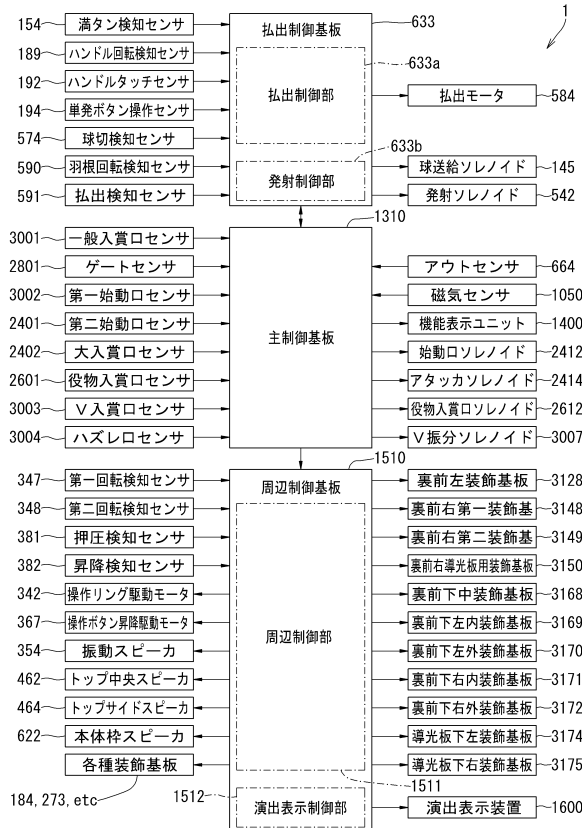 1
154 満タン検知センサ
189 ハンドル回転検知センサ
192 ハンドルタッチセンサ
194 単発ボタン操作センサ
574 球切検知センサ
590 羽根回転検知センサ
591 払出検知センサ
払出制御基板 633
633a
払出制御部
633b
発射制御部
払出モータ 584
球送給ソレノイド 145
発射ソレノイド 542
1310
3001 一般入賞口センサ
2801 ゲートセンサ
3002 第一始動口センサ
2401 第二始動口センサ
2402 大入賞口センサ
2601 役物入賞口センサ
3003 V入賞口センサ
3004 ハズレ口センサ
主制御基板
アウトセンサ 664
磁気センサ 1050
機能表示ユニット 1400
始動口ソレノイド 2412
アタッカソレノイド 2414
役物入賞口ソレノイド 2612
V振分ソレノイド 3007
1510
347 第一回転検知センサ
348 第二回転検知センサ
381 押圧検知センサ
382 昇降検知センサ
342 操作リング駆動モータ
367 操作ボタン昇降駆動モータ
354 振動スピーカ
462 トップ中央スピーカ
464 トップサイドスピーカ
622 本体枠スピーカ
各種装飾基板
184, 273, etc
周辺制御基板
周辺制御部
1511
1512
演出表示制御部
裏前左装飾基板 3128
裏前右第一装飾基 3148
裏前右第二装飾基 3149
裏前右導光板用装飾基板 3150
裏前下中装飾基板 3168
裏前下左内装飾基板 3169
裏前下左外装飾基板 3170
裏前下右内装飾基板 3171
裏前下右外装飾基板 3172
導光板下左装飾基板 3174
導光板下右装飾基板 3175
演出表示装置 1600